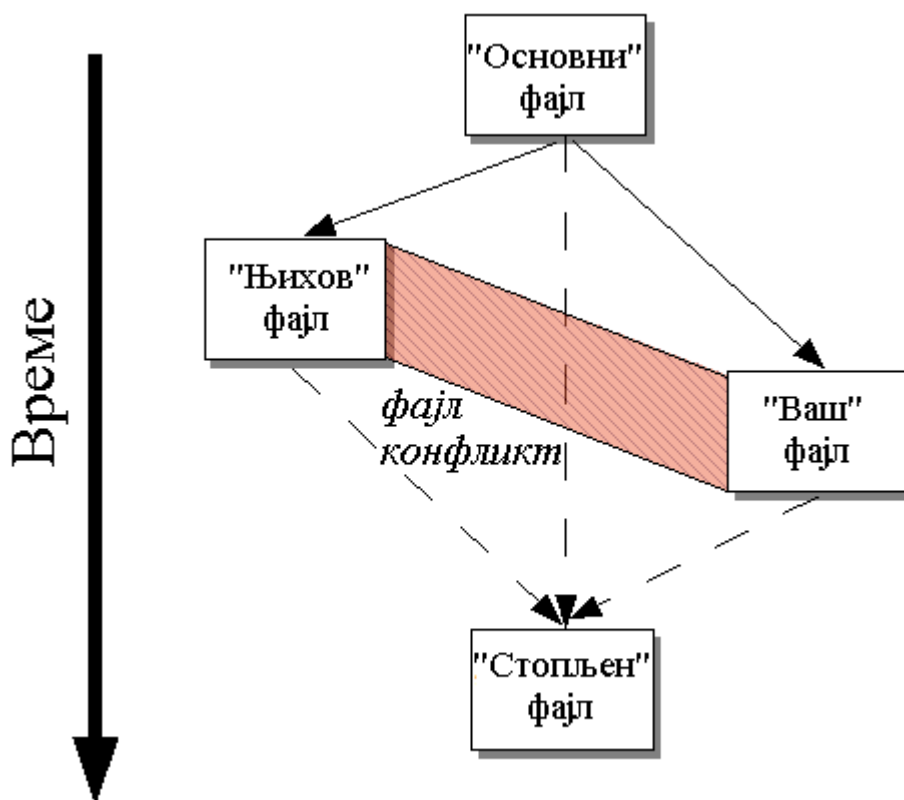 "Основни"
фајл
"Њихов"
фајл
Време
фајл
конфликт
"Ваш"
фајл
"Стопљен"
фајл